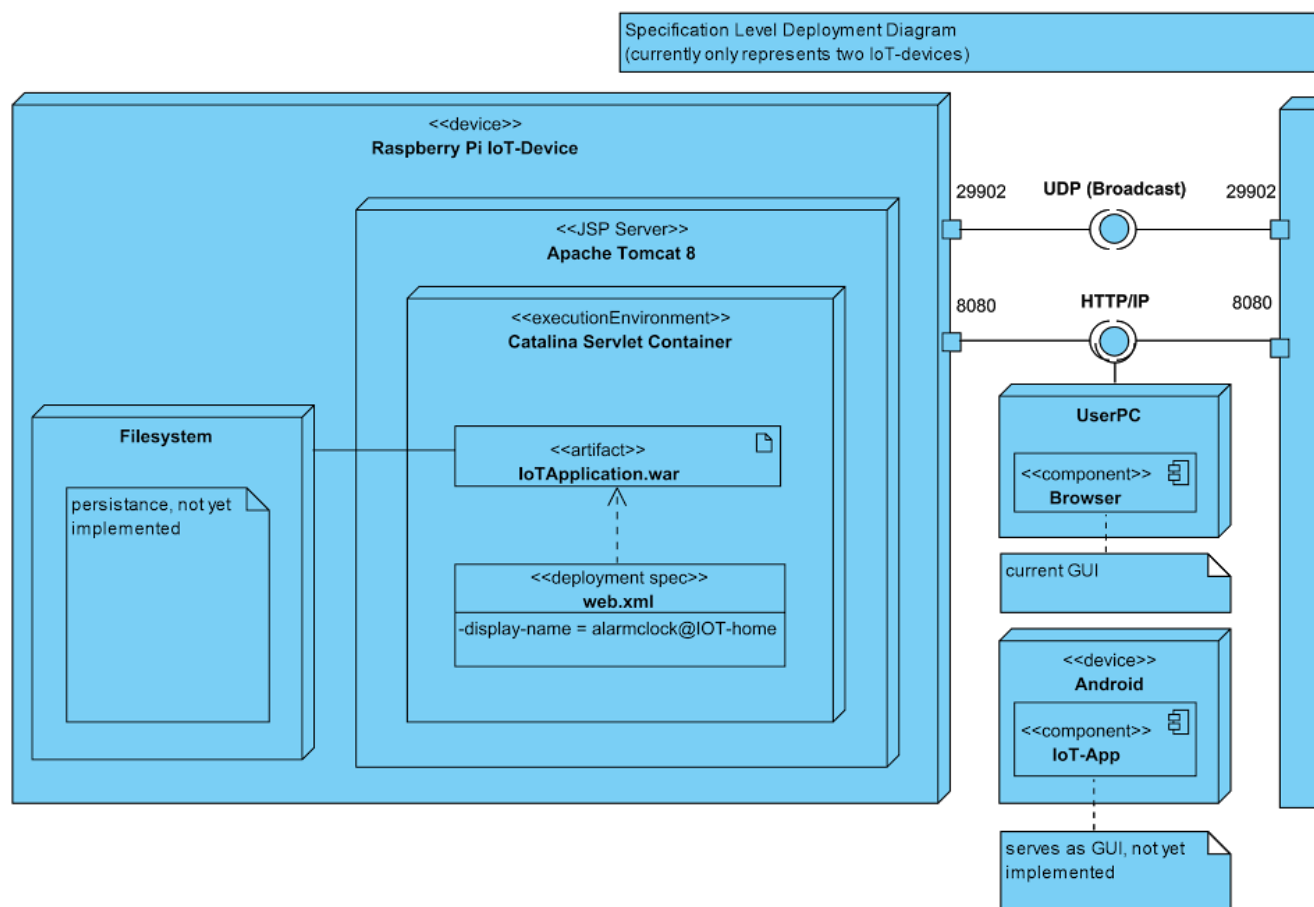 Specification Level Deployment Diagram
(currently only represents two IoT-devices)
<<device>>
Raspberry Pi IoT-Device
<<JSP Server>>
Apache Tomcat 8
<<executionEnvironment>>
Catalina Servlet Container
Filesystem
persistance, not yet
implemented
<<artifact>>
IoTApplication.war
<<deployment spec>>
web.xml
-display-name = alarmclock@IOT-home
29902
UDP (Broadcast)
29902
8080
HTTP/IP
8080
UserPC
<<component>>
Browser
current GUI
<<device>>
Android
<<component>>
IoT-App
serves as GUI, not yet
implemented